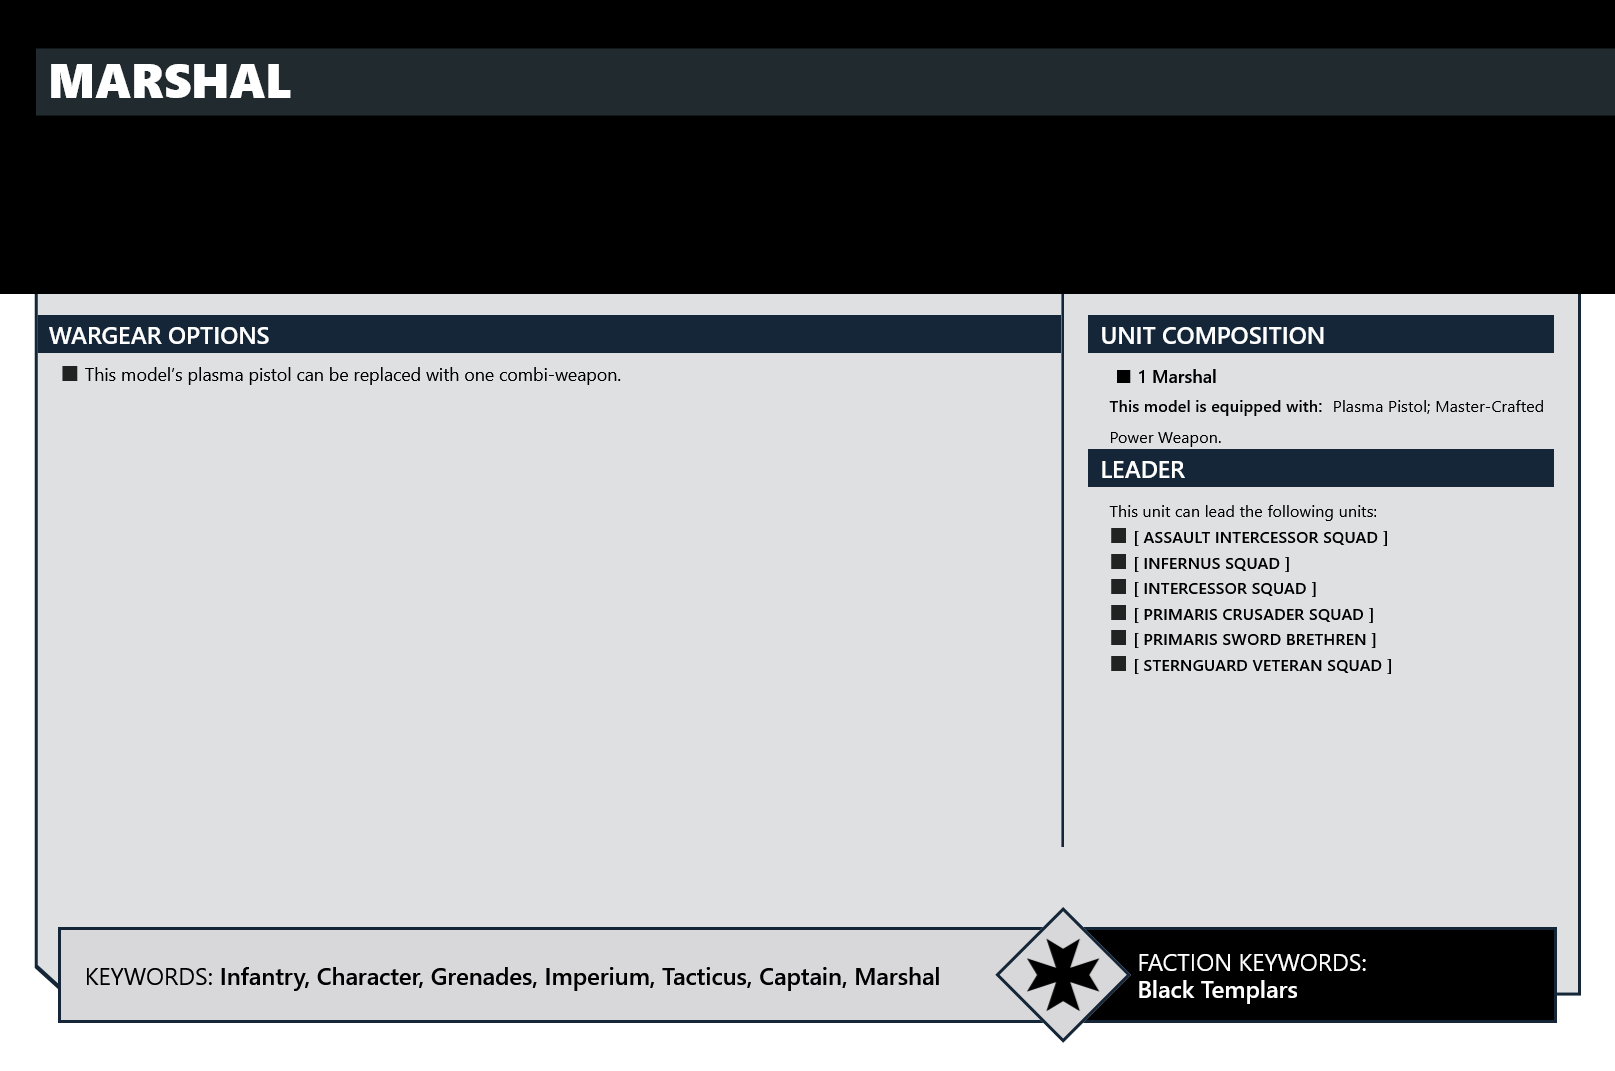 MARSHAL
WARGEAR OPTIONS
This model's plasma pistol can be replaced with one combi-weapon.
UNIT COMPOSITION
1 Marshal
This model is equipped with: Plasma Pistol; Master-Crafted
Power Weapon.
LEADER
This unit can lead the following units:
[ ASSAULT INTERCESSOR SQUAD ]
[ INFERNUS SQUAD ]
[ INTERCESSOR SQUAD ]
[ PRIMARIS CRUSADER SQUAD ]
[ PRIMARIS SWORD BRETHREN ]
[ STERNGUARD VETERAN SQUAD ]
KEYWORDS: Infantry, Character, Grenades, Imperium, Tacticus, Captain, Marshal
FACTION KEYWORDS:
Black Templars